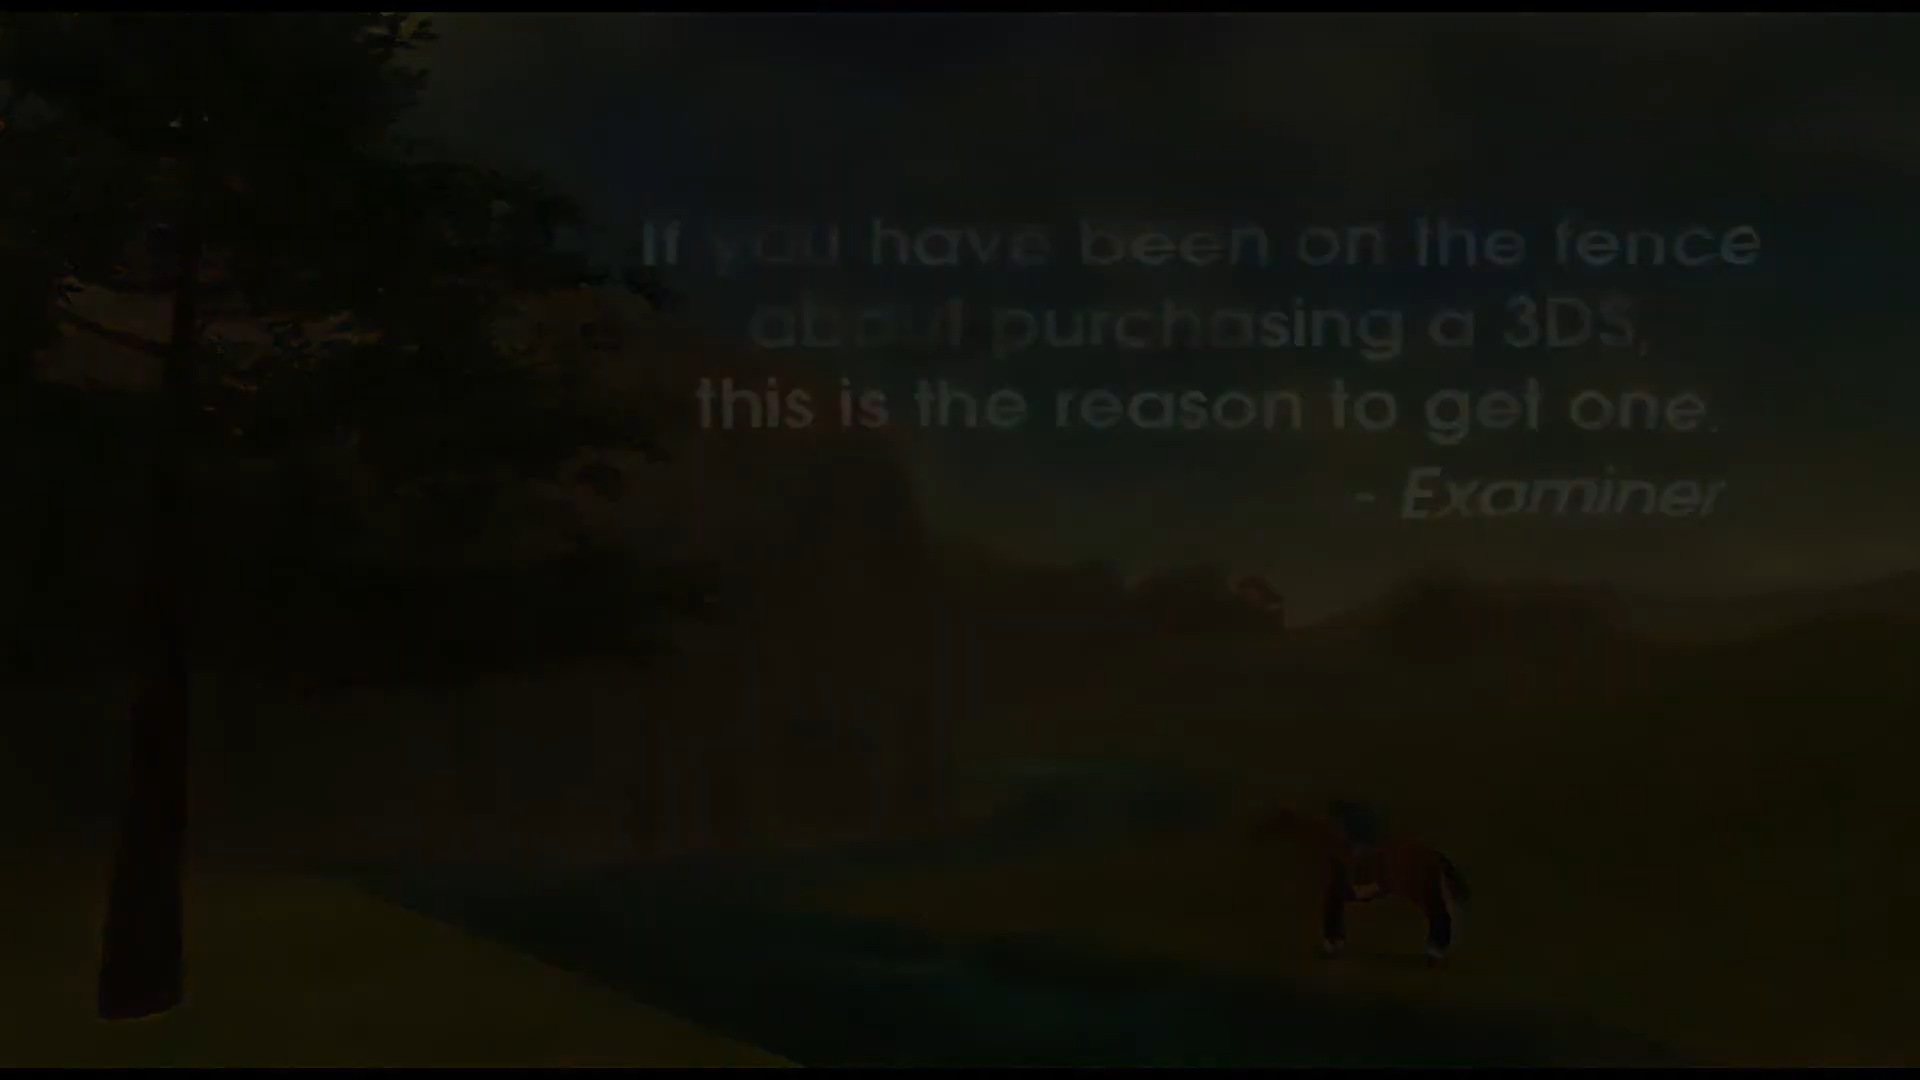 If you have been on the fence
about purchasing a 3DS,
this is the reason to get one.
- Examiner